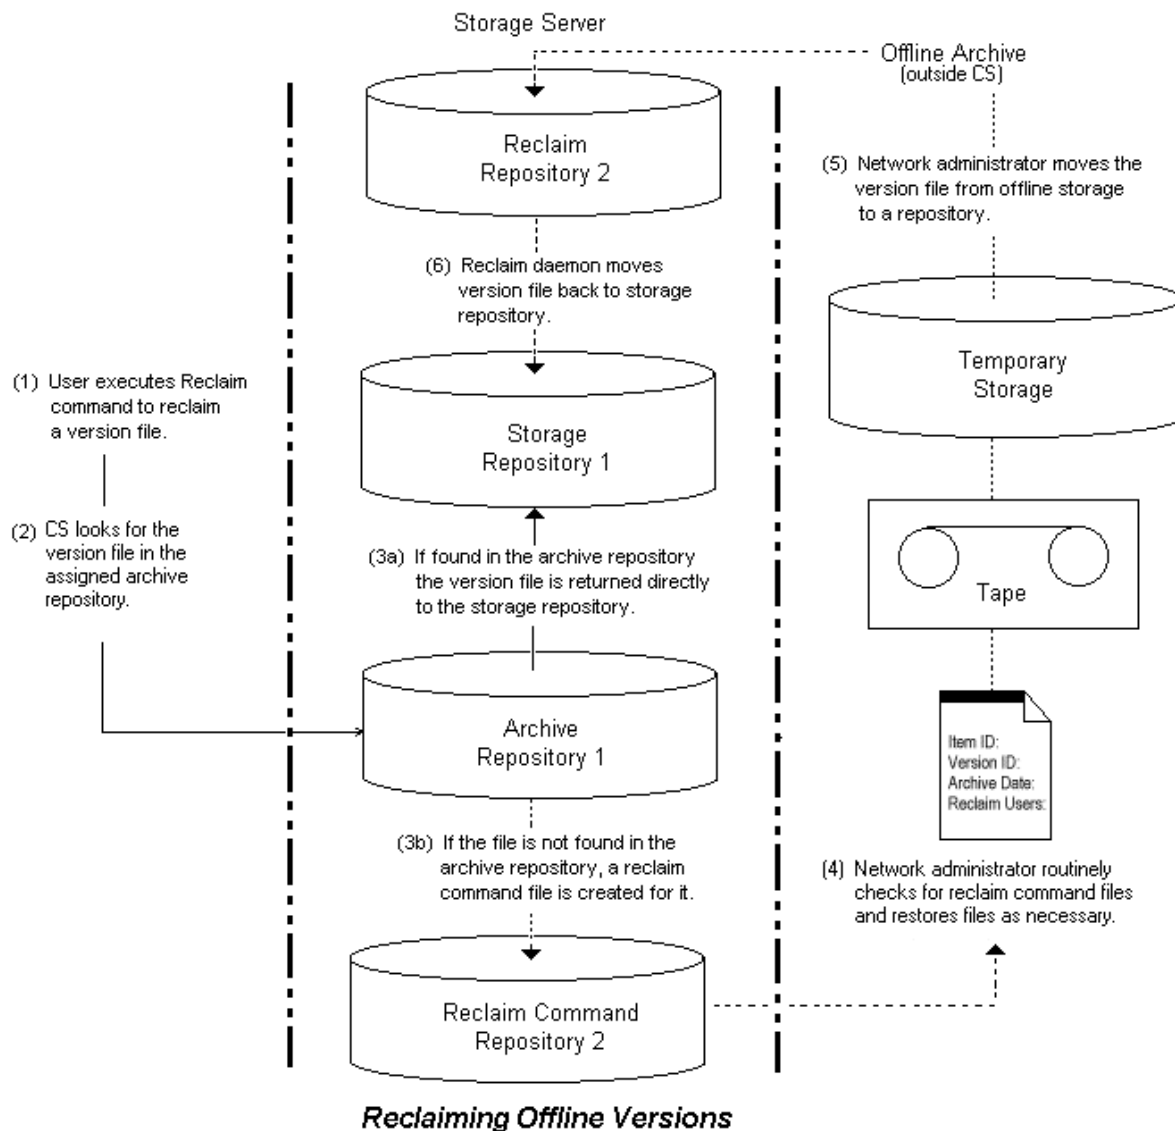 Storage Server
Offline Archive
(outside CS)
Reclaim
Repository 2
(5) Network administrator moves the
version file from offline storage
to a repository.
(6) Reclaim daemon moves
version file back to storage
repository.
Temporary
Storage
(1) User executes Reclaim
command to reclaim
a version file.
Storage
Repository 1
(2) CS looks for the
version file in the
assigned archive
repository.
(3a) If found in the archive repository
the version file is returned directly
to the storage repository.
Tape
Archive
Repository 1
Item ID:
Version ID:
Archive Date:
Reclaim Users:
(3b) If the file is not found in the
archive repository, a reclaim
command file is created for it.
(4) Network administrator routinely
checks for reclaim command files
and restores files as necessary.
Reclaim Command
Repository 2
Reclaiming Offline Versions